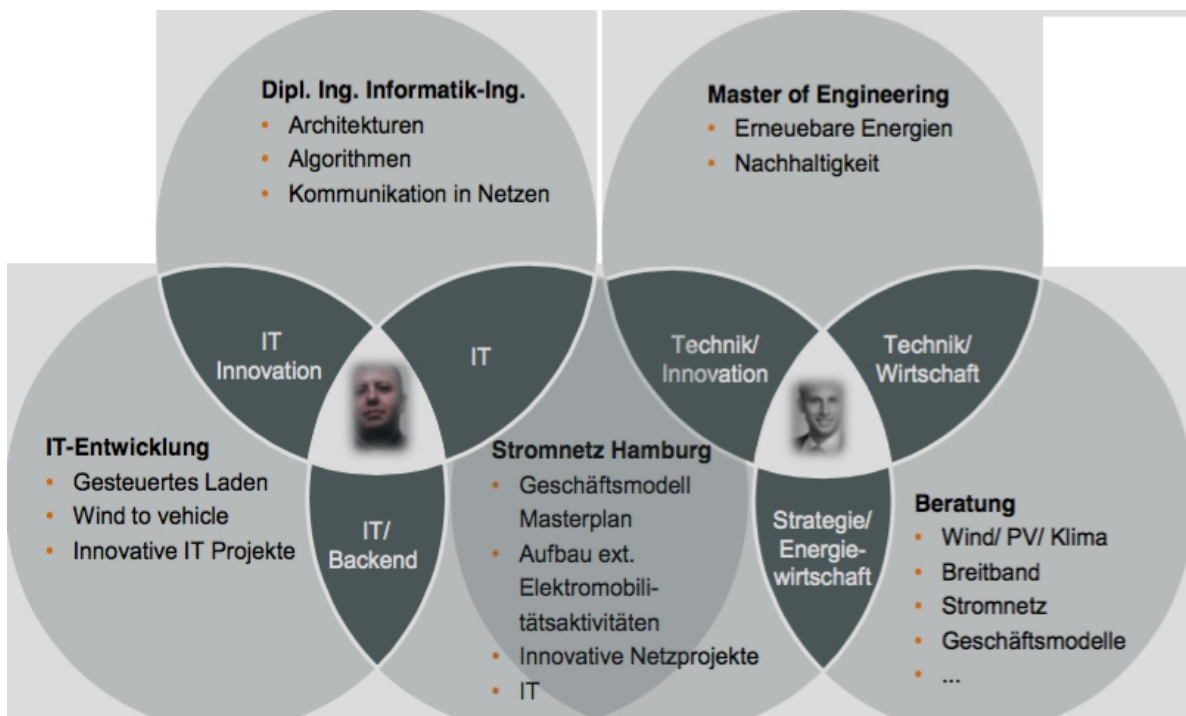 Dipl. Ing. Informatik-Ing.
• Architekturen
• Algorithmen
• Kommunikation in Netzen
Master of Engineering
• Erneuebare Energien
• Nachhaltigkeit
IT
Innovation
IT
Technik/
Innovation
Technik/
Wirtschaft
IT-Entwicklung
• Gesteuertes Laden
• Wind to vehicle
• Innovative IT Projekte
IT/
Backend
Stromnetz Hamburg
• Geschäftsmodell
Masterplan
• Aufbau ext.
Elektromobili-
tätsaktivitäten
• Innovative Netzprojekte
• IT
Strategie/
Energie-
wirtschaft
Beratung
• Wind/ PV/ Klima
• Breitband
• Stromnetz
• Geschäftsmodelle
• ...